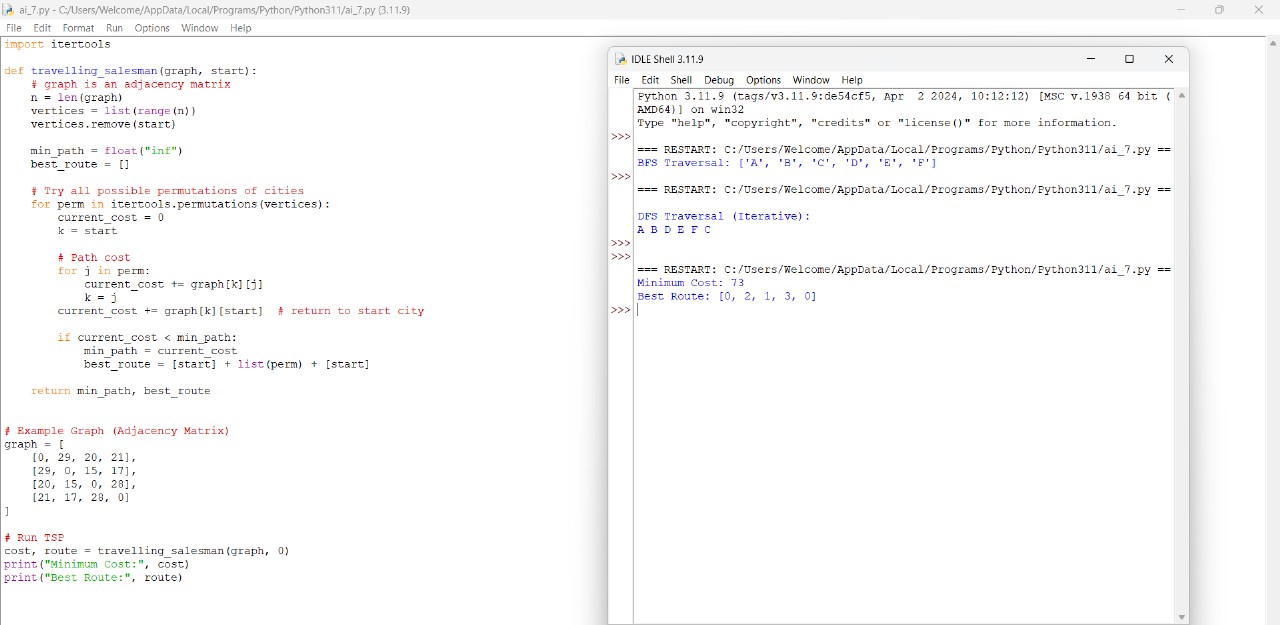 ai_7.py - C:/Users/Welcome/AppData/Local/Programs/Python/Python311/ai_7.py (3.11.9)
File Edit Format Run Options Window Help
import itertools
def travelling_salesman(graph, start):
# graph is an adjacency matrix
n = len(graph)
vertices = list(range(n))
vertices.remove(start)
min_path = float("inf")
best_route = []
# Try all possible permutations of cities
for perm in itertools.permutations(vertices):
current_cost = 0
k = start
# Path cost
for j in perm:
current_cost += graph[k][j]
k = j
current_cost += graph[k][start]  # return to start city
if current_cost < min_path:
min_path = current_cost
best_route = [start] + list(perm) + [start]
return min_path, best_route
# Example Graph (Adjacency Matrix)
graph = [
[0, 29, 20, 21],
[29, 0, 15, 17],
[20, 15, 0, 28],
[21, 17, 28, 0]
]
# Run TSP
cost, route = travelling_salesman(graph, 0)
print("Minimum Cost:", cost)
print("Best Route:", route)
IDLE Shell 3.11.9
File Edit Shell Debug Options Window Help
Python 3.11.9 (tags/v3.11.9:de54cf5, Apr  2 2024, 10:12:12) [MSC v.1938 64 bit (
AMD64)] on win32
Type "help", "copyright", "credits" or "license()" for more information.
>>>
=== RESTART: C:/Users/Welcome/AppData/Local/Programs/Python/Python311/ai_7.py ==
BFS Traversal: ['A', 'B', 'C', 'D', 'E', 'F']
>>>
=== RESTART: C:/Users/Welcome/AppData/Local/Programs/Python/Python311/ai_7.py ==
DFS Traversal (Iterative):
A B D E F C
>>>
>>>
=== RESTART: C:/Users/Welcome/AppData/Local/Programs/Python/Python311/ai_7.py ==
Minimum Cost: 73
Best Route: [0, 2, 1, 3, 0]
>>>